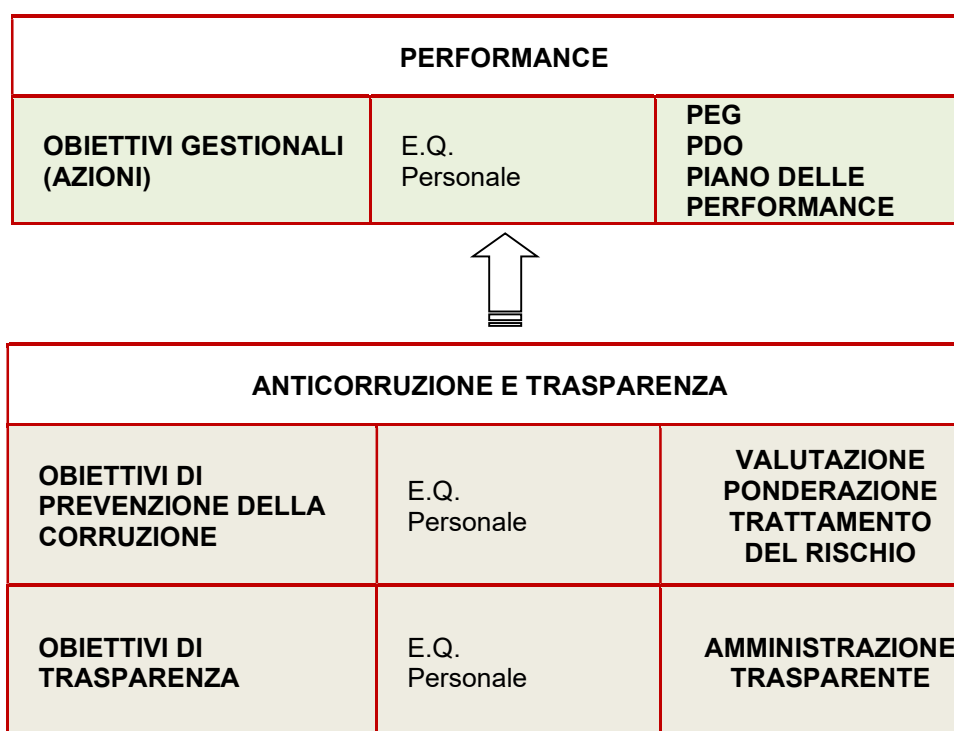 PERFORMANCE
OBIETTIVI GESTIONALI
(AZIONI)
E.Q.
Personale
PEG
PDO
PIANO DELLE
PERFORMANCE
ANTICORRUZIONE E TRASPARENZA
OBIETTIVI DI
PREVENZIONE DELLA
CORRUZIONE
E.Q.
Personale
VALUTAZIONE
PONDERAZIONE
TRATTAMENTO
DEL RISCHIO
OBIETTIVI DI
TRASPARENZA
E.Q.
Personale
AMMINISTRAZIONE
TRASPARENTE